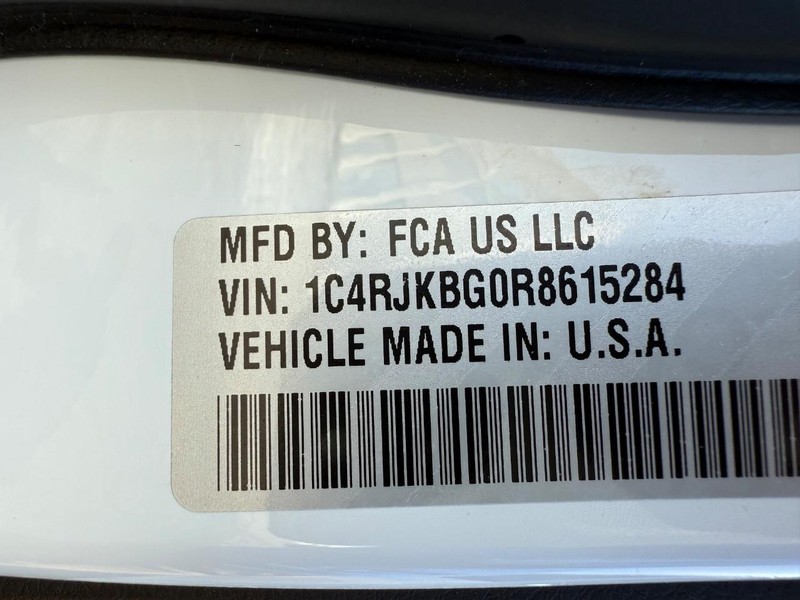 MFD BY: FCA US LLC
VIN: 1C4RJKBG0R8615284
VEHICLE MADE IN: U.S.A.